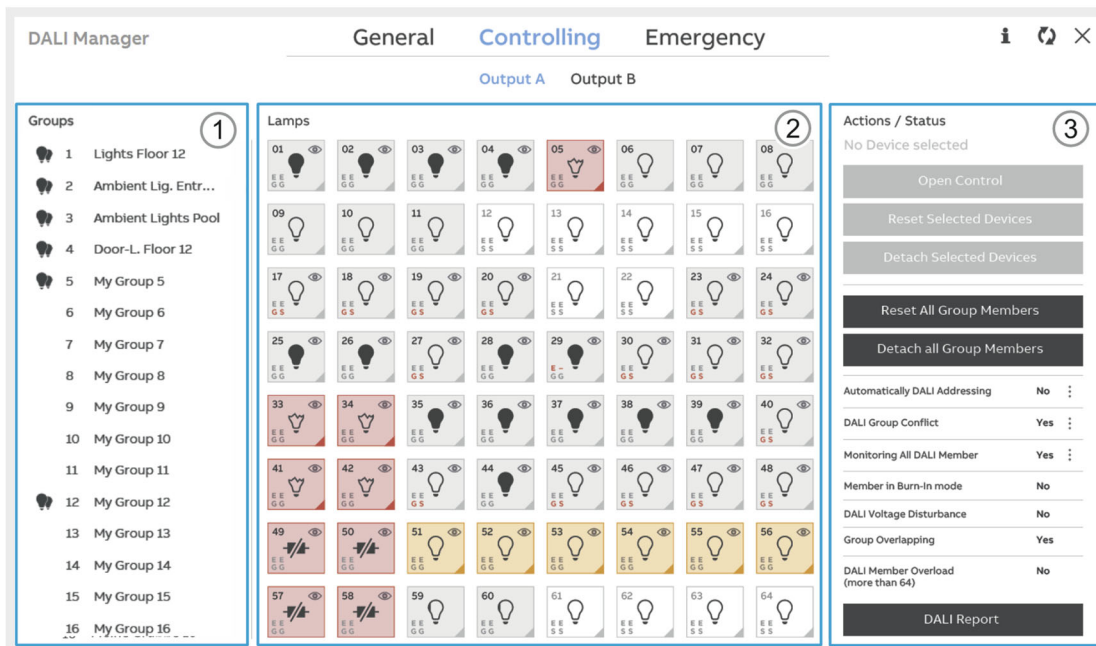 DALI Manager
General Controlling Emergency
Output A Output B
Groups
1
1 Lights Floor 12
2 Ambient Lig. Entr...
3 Ambient Lights Pool
4 Door-L. Floor 12
5 My Group 5
6 My Group 6
7 My Group 7
8 My Group 8
9 My Group 9
10 My Group 10
11 My Group 11
12 My Group 12
13 My Group 13
14 My Group 14
15 My Group 15
16 My Group 16
Lamps
2
01 02 03 04 05 06 07 08
E E E E E E E E E E E E E E E E
G G G G G G G G G G G G G G G G
09 10 11 12 13 14 15 16
E E E E E E E E E E E E E E E E
G G G G G G S S S S S S S S S S
17 18 19 20 21 22 23 24
E E E E E E E E E E E E E E E E
G S G S G S G S S S S S G S G S
25 26 27 28 29 30 31 32
E E E E E E E E E – E E E E E E
G G G G G S G G G G G S G S G S
33 34 35 36 37 38 39 40
E E E E E E E E E E E E E E E E
G G G G G G G G G G G G G G G S
41 42 43 44 45 46 47 48
E E E E E E E E E E E E E E E E
G G G G G S G G G S G S G S G S
49 50 51 52 53 54 55 56
E E E E E E E E E E E E E E E E
G G G G G G G G G G G G G G G G
57 58 59 60 61 62 63 64
E E E E E E E E E E E E E E E E
G G G G G G G G S S S S S S S S
Actions / Status
3
No Device selected
Open Control
Reset Selected Devices
Detach Selected Devices
Reset All Group Members
Detach all Group Members
Automatically DALI Addressing No
DALI Group Conflict Yes
Monitoring All DALI Member Yes
Member in Burn-In mode No
DALI Voltage Disturbance No
Group Overlapping Yes
DALI Member Overload No
(more than 64)
DALI Report